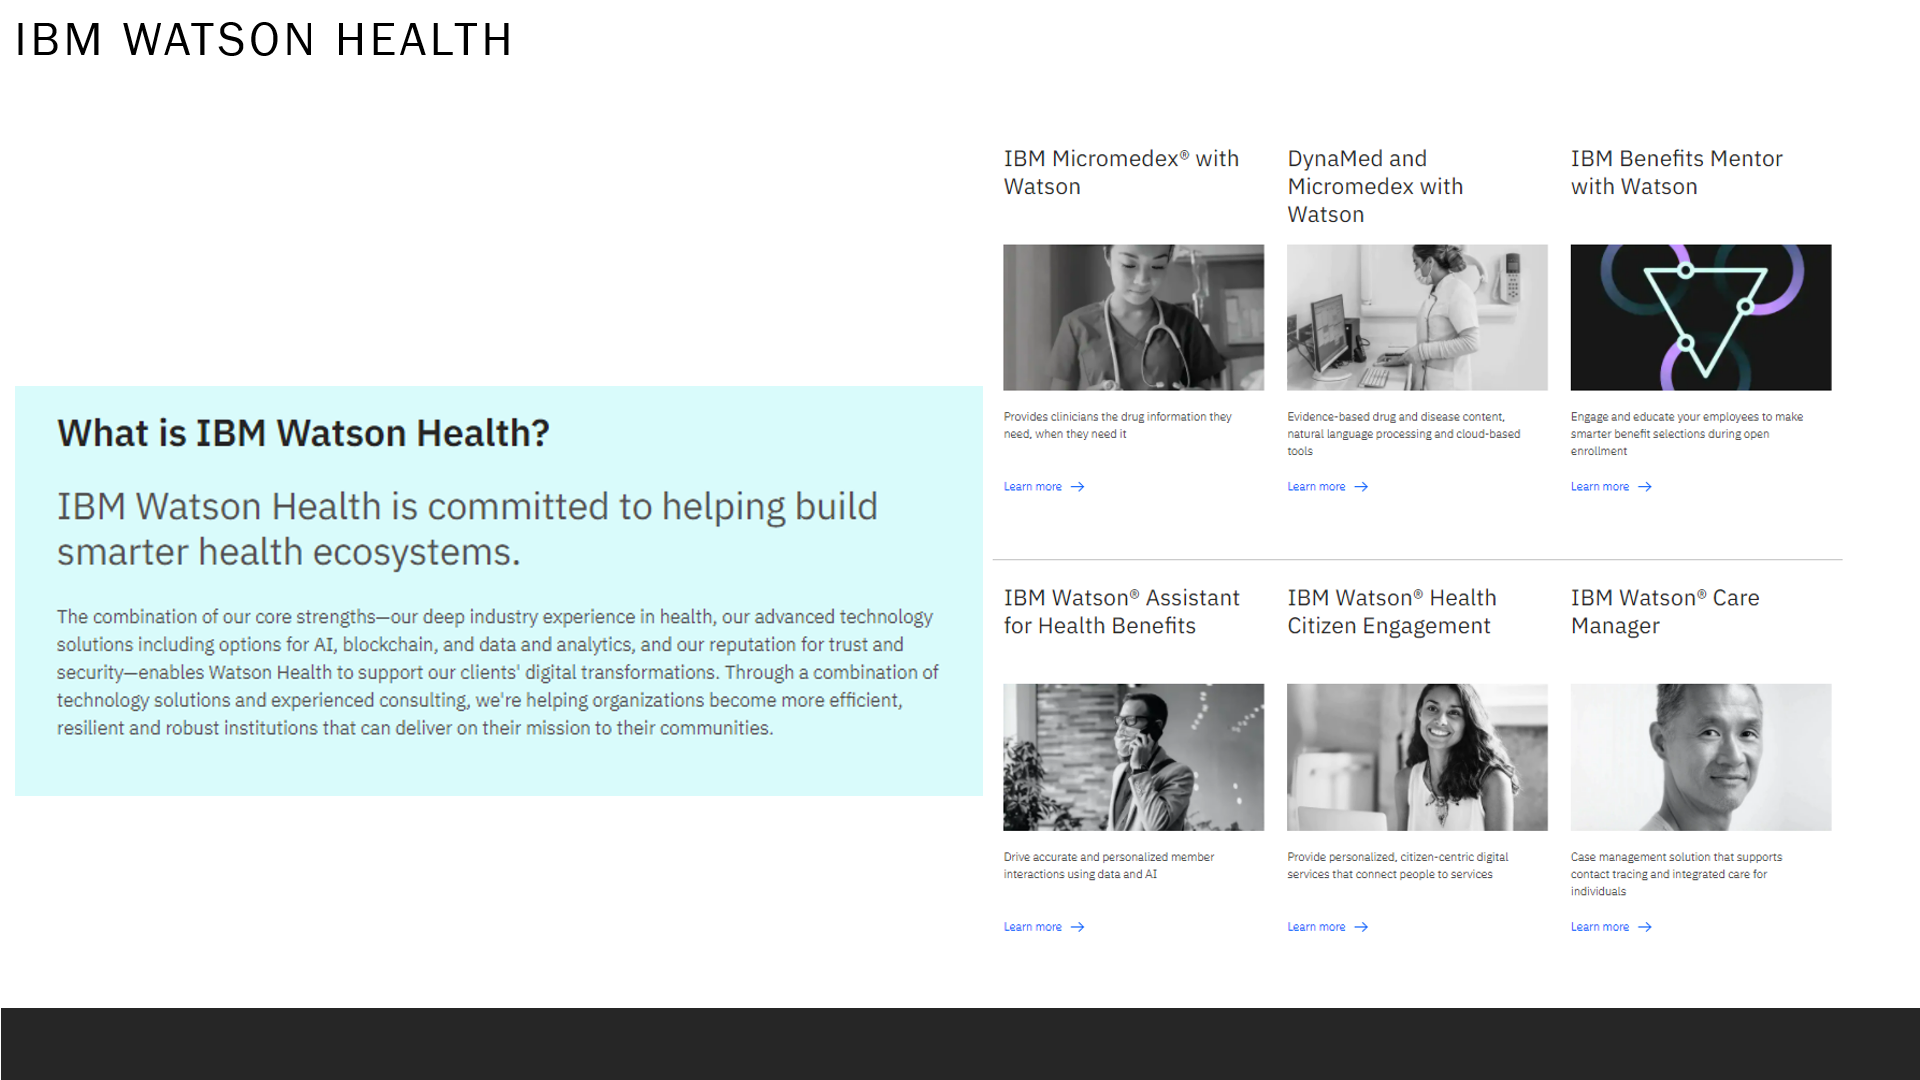 IBM WATSON HEALTH
What is IBM Watson Health?
IBM Watson Health is committed to helping build
smarter health ecosystems.
The combination of our core strengths—our deep industry experience in health, our advanced technology
solutions including options for AI, blockchain, and data and analytics, and our reputation for trust and
security—enables Watson Health to support our clients' digital transformations. Through a combination of
technology solutions and experienced consulting, we're helping organizations become more efficient,
resilient and robust institutions that can deliver on their mission to their communities.
IBM Micromedex® with
Watson
Provides clinicians the drug information they
need, when they need it
Learn more
DynaMed and
Micromedex with
Watson
Evidence-based drug and disease content,
natural language processing and cloud-based
tools
Learn more
IBM Benefits Mentor
with Watson
Engage and educate your employees to make
smarter benefit selections during open
enrollment
Learn more
IBM Watson® Assistant
for Health Benefits
Drive accurate and personalized member
interactions using data and AI
Learn more
IBM Watson® Health
Citizen Engagement
Provide personalized, citizen-centric digital
services that connect people to services
Learn more
IBM Watson® Care
Manager
Case management solution that supports
contact tracing and integrated care for
individuals
Learn more